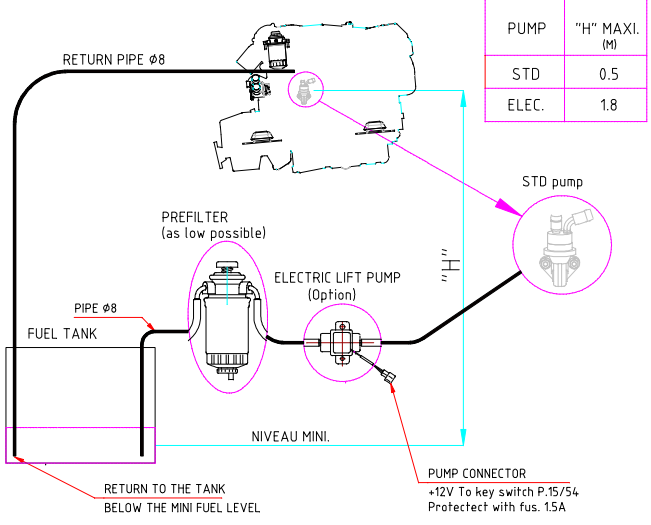 PUMP "H" MAXI.
(M)
STD 0.5
ELEC. 1.8
RETURN PIPE Ø8
STD pump
PREFILTER
(as low possible)
"H"
ELECTRIC LIFT PUMP
(Option)
PIPE Ø8
FUEL TANK
NIVEAU MINI.
PUMP CONNECTOR
+12V To key switch P.15/54
Protectect with fus. 1.5A
RETURN TO THE TANK
BELOW THE MINI FUEL LEVEL